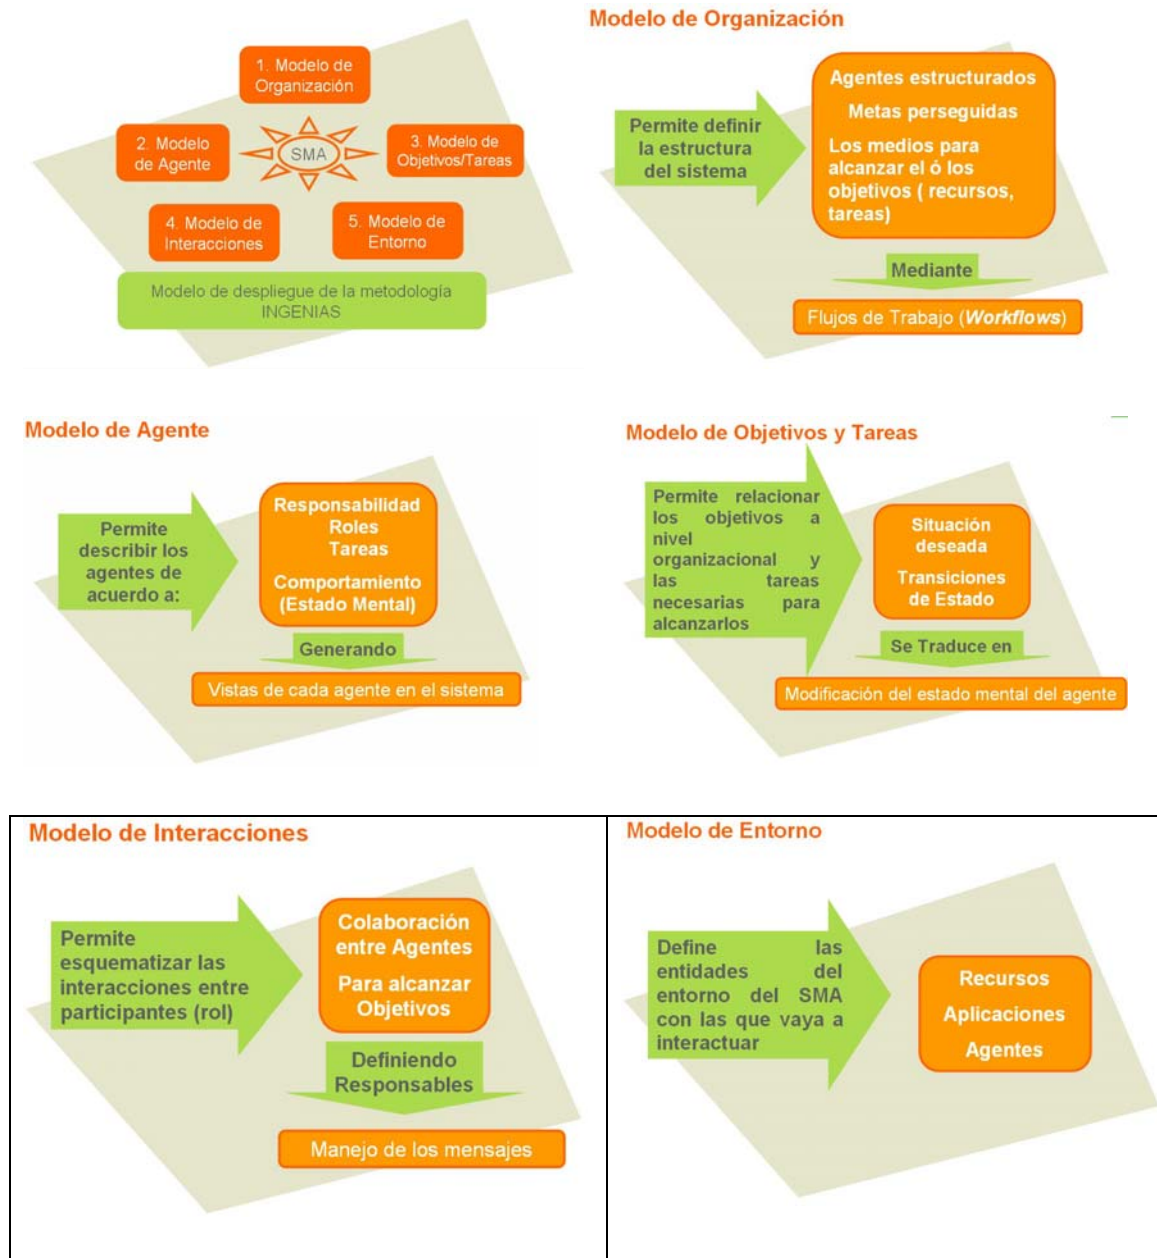 1. Modelo de
Organización
2. Modelo
de Agente
SMA
3. Modelo de
Objetivos/Tareas
4. Modelo de
Interacciones
5. Modelo de
Entorno
Modelo de despliegue de la metodología
INGENIAS
Modelo de Organización
Permite definir
la estructura
del sistema
Agentes estructurados
Metas perseguidas
Los medios para
alcanzar el ó los
objetivos ( recursos,
tareas)
Mediante
Flujos de Trabajo (Workflows)
Modelo de Agente
Permite
describir los
agentes de
acuerdo a:
Responsabilidad
Roles
Tareas
Comportamiento
(Estado Mental)
Generando
Vistas de cada agente en el sistema
Modelo de Objetivos y Tareas
Permite relacionar
los objetivos a
nivel
organizacional y
las tareas
necesarias para
alcanzarlos
Situación
deseada
Transiciones
de Estado
Se Traduce en
Modificación del estado mental del agente
Modelo de Interacciones
Permite
esquematizar las
interacciones entre
participantes (rol)
Colaboración
entre Agentes
Para alcanzar
Objetivos
Definiendo
Responsables
Manejo de los mensajes
Modelo de Entorno
Define las
entidades del
entorno del SMA
con las que vaya a
interactuar
Recursos
Aplicaciones
Agentes